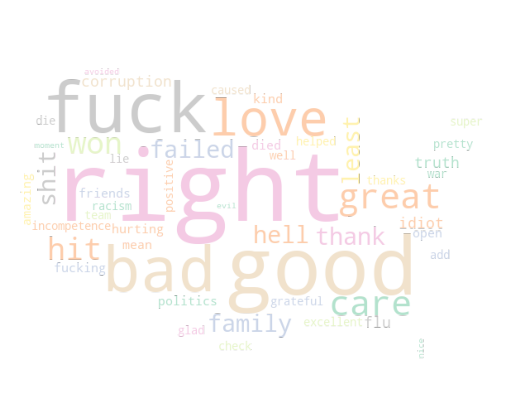 avoided
corruption
caused
kind
fuck
love
super
die
won
failed
died
helped
least
pretty
moment
lie
well
truth
shit
right
positive
thanks
war
amazing
friends
racism
great
team
evil
incompetence
hurting
idiot
hit
mean
hell
thank
open
fucking
bad
good
add
politics
grateful
care
glad
family
excellent
flu
check
nice